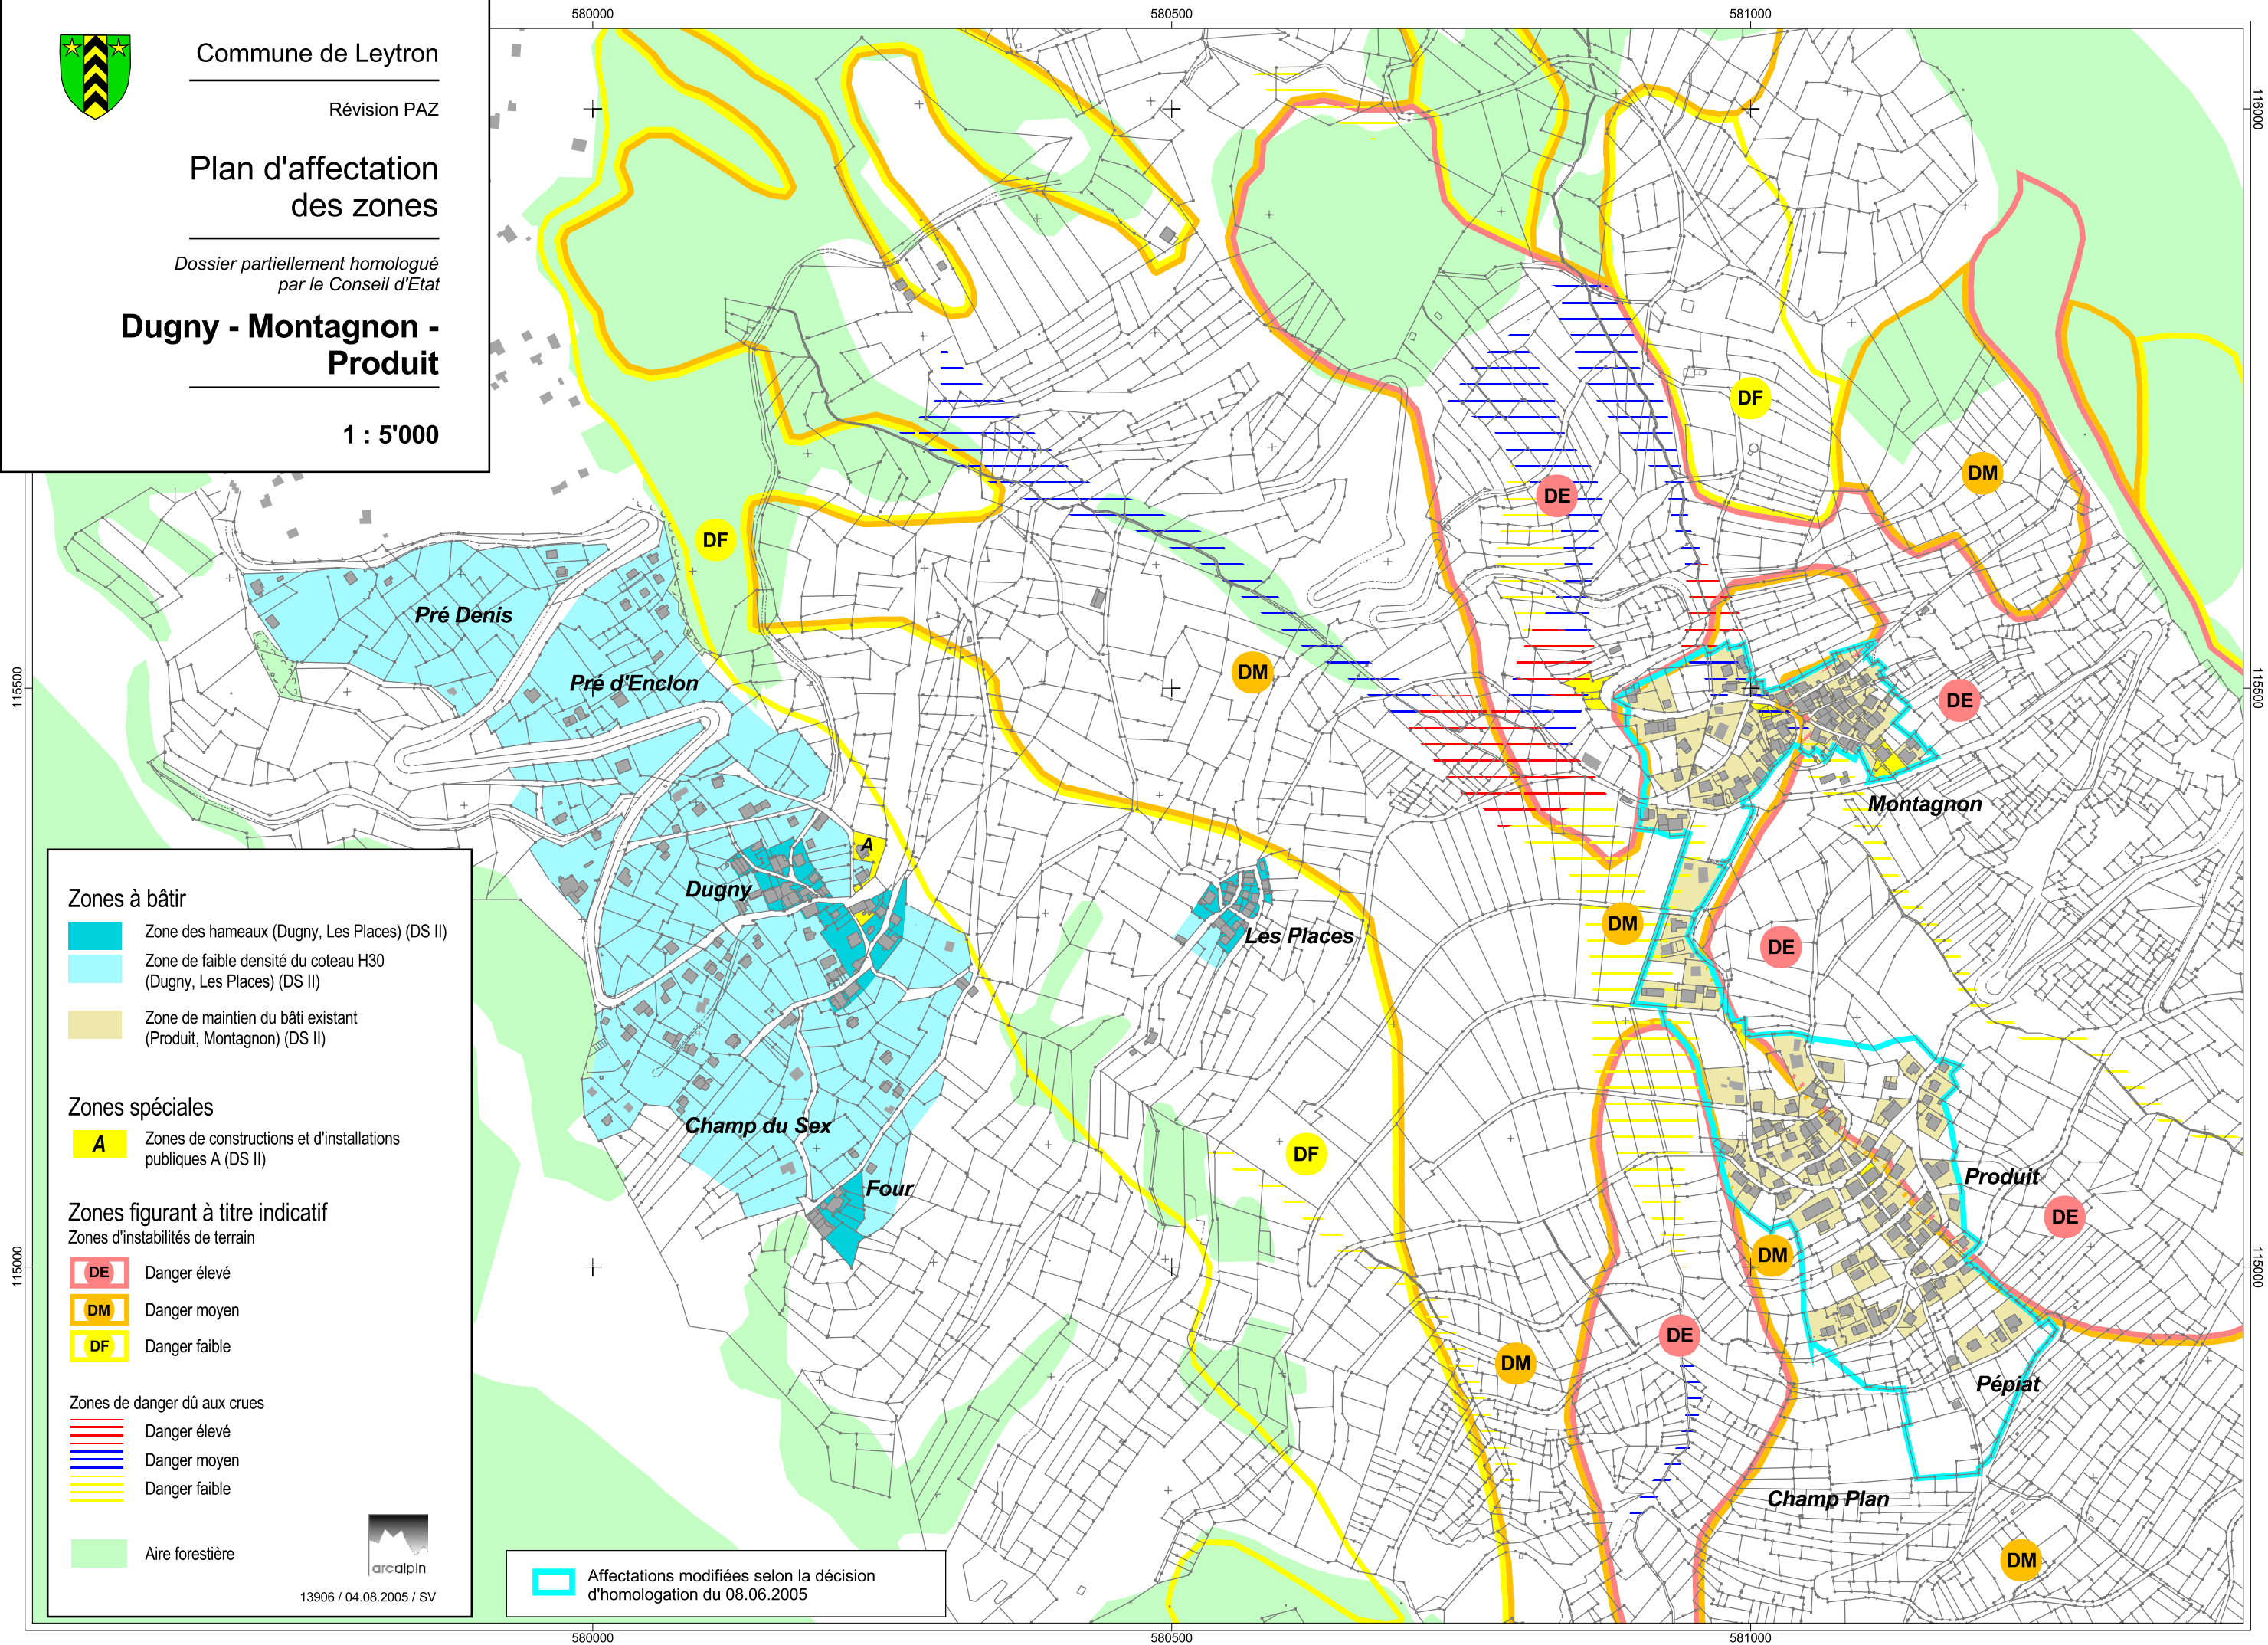 580000
580500
581000
Commune de Leytron
Révision PAZ
Plan d'affectation
des zones
Dossier partiellement homologué
par le Conseil d'Etat
Dugny - Montagnon -
Produit
1 : 5'000
116000
DF
DM
DE
DF
Pré Denis
Pré d'Enclon
DM
DE
115500
115500
Montagnon
A
Dugny
Les Places
DM
DE
Champ du Sex
DF
Four
Produit
DE
DM
115000
115000
DE
DM
Pépiat
Champ Plan
DM
Zones à bâtir
Zone des hameaux (Dugny, Les Places) (DS II)
Zone de faible densité du coteau H30
(Dugny, Les Places) (DS II)
Zone de maintien du bâti existant
(Produit, Montagnon) (DS II)
Zones spéciales
A
Zones de constructions et d'installations
publiques A (DS II)
Zones figurant à titre indicatif
Zones d'instabilités de terrain
DE
Danger élevé
DM
Danger moyen
DF
Danger faible
Zones de danger dû aux crues
Danger élevé
Danger moyen
Danger faible
Aire forestière
arcalpin
13906 / 04.08.2005 / SV
Affectations modifiées selon la décision
d'homologation du 08.06.2005
580000
580500
581000